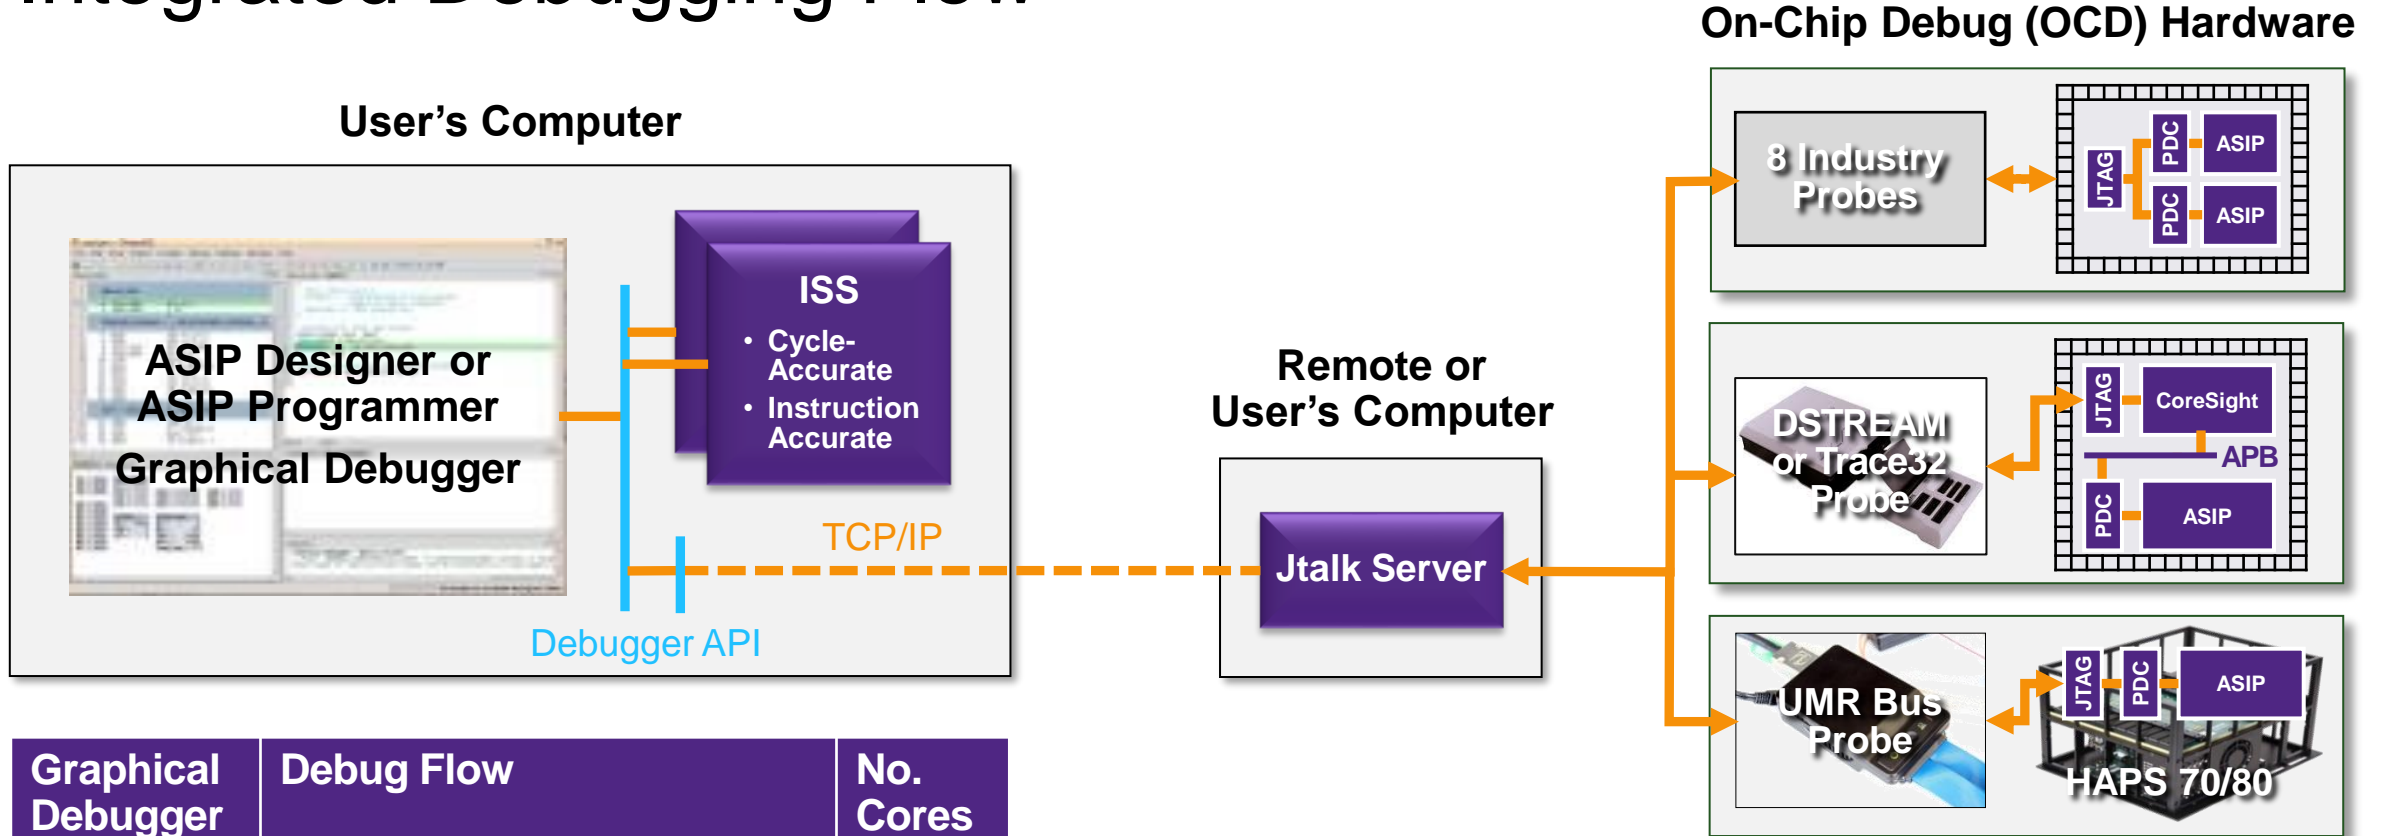 Integrated Debugging Flow
On-Chip Debug (OCD) Hardware
User's Computer
ASIP Designer or
ASIP Programmer
Graphical Debugger
ISS
• Cycle-
Accurate
• Instruction
Accurate
TCP/IP
Debugger API
Remote or
User's Computer
Jtalk Server
8 Industry
Probes
JTAG
PDC
ASIP
PDC
ASIP
DSTREAM
or Trace32
Probe
JTAG
CoreSight
APB
PDC
ASIP
UMR Bus
Probe
JTAG
PDC
ASIP
HAPS 70/80
Graphical
Debugger
Debug Flow
No.
Cores